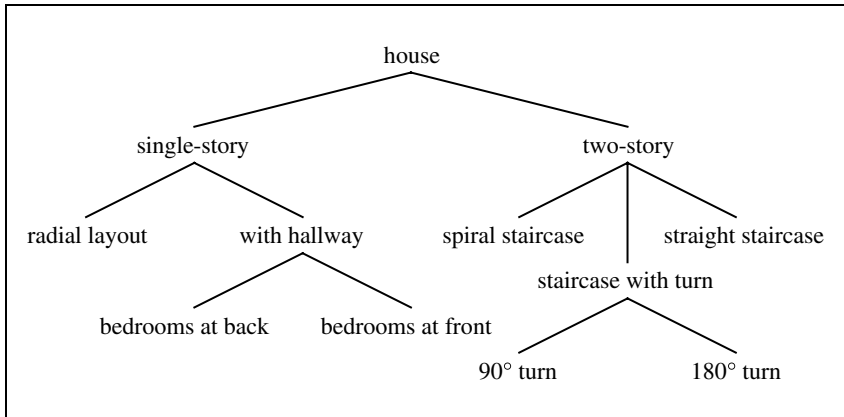 house
single-story
two-story
radial layout
with hallway
spiral staircase
straight staircase
staircase with turn
bedrooms at back
bedrooms at front
90° turn
180° turn